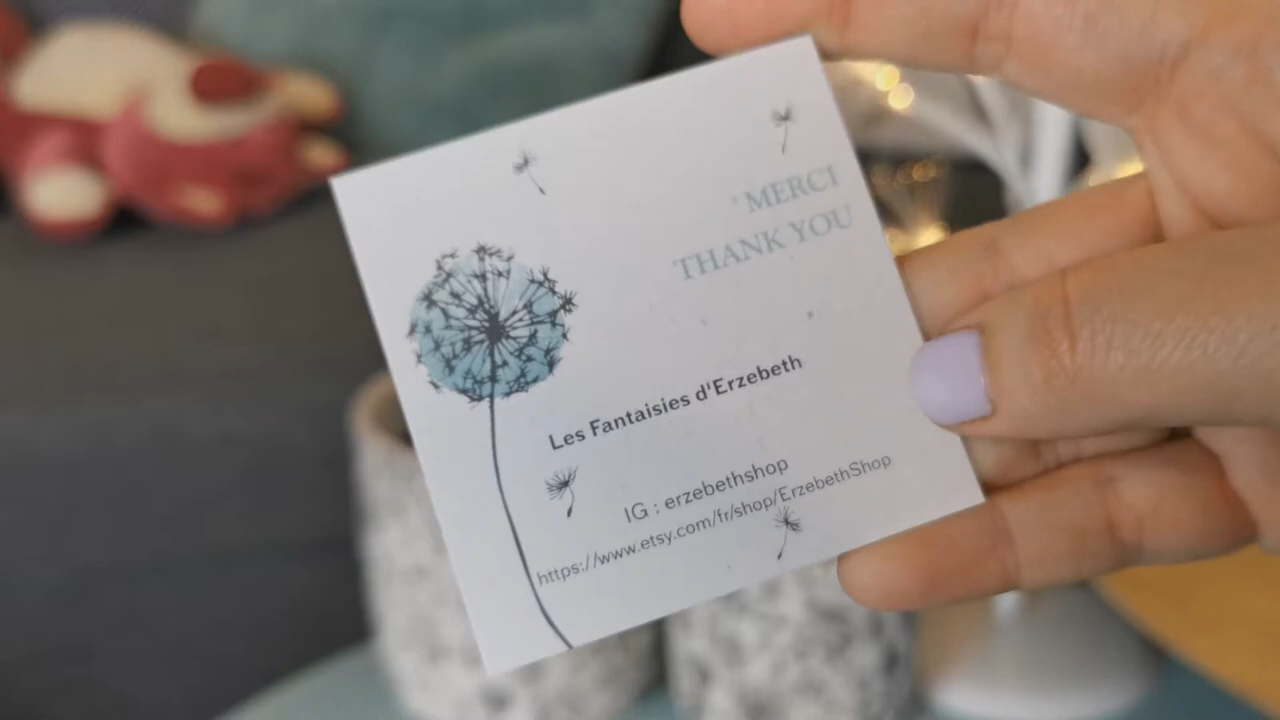 MERCI
THANK YOU
Les Fantaisies d'Erzebeth
IG : erzebethshop
https://www.etsy.com/fr/shop/ErzebethShop